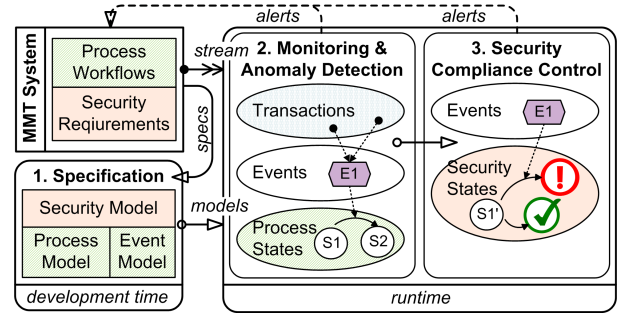 alerts
alerts
MMT System
Process
Workflows
Security
Reqiurements
stream
specs
1. Specification
Security Model
Process
Model
Event
Model
development time
models
2. Monitoring &
Anomaly Detection
Transactions
Events
E1
Process
States
S1
S2
3. Security
Compliance Control
Events
E1
Security
States
S1'
runtime